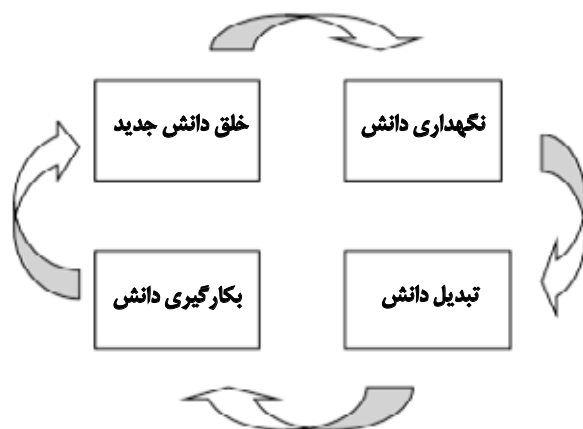 خلق دانش جدید
نگهداری دانش
تبدیل دانش
بکارگیری دانش